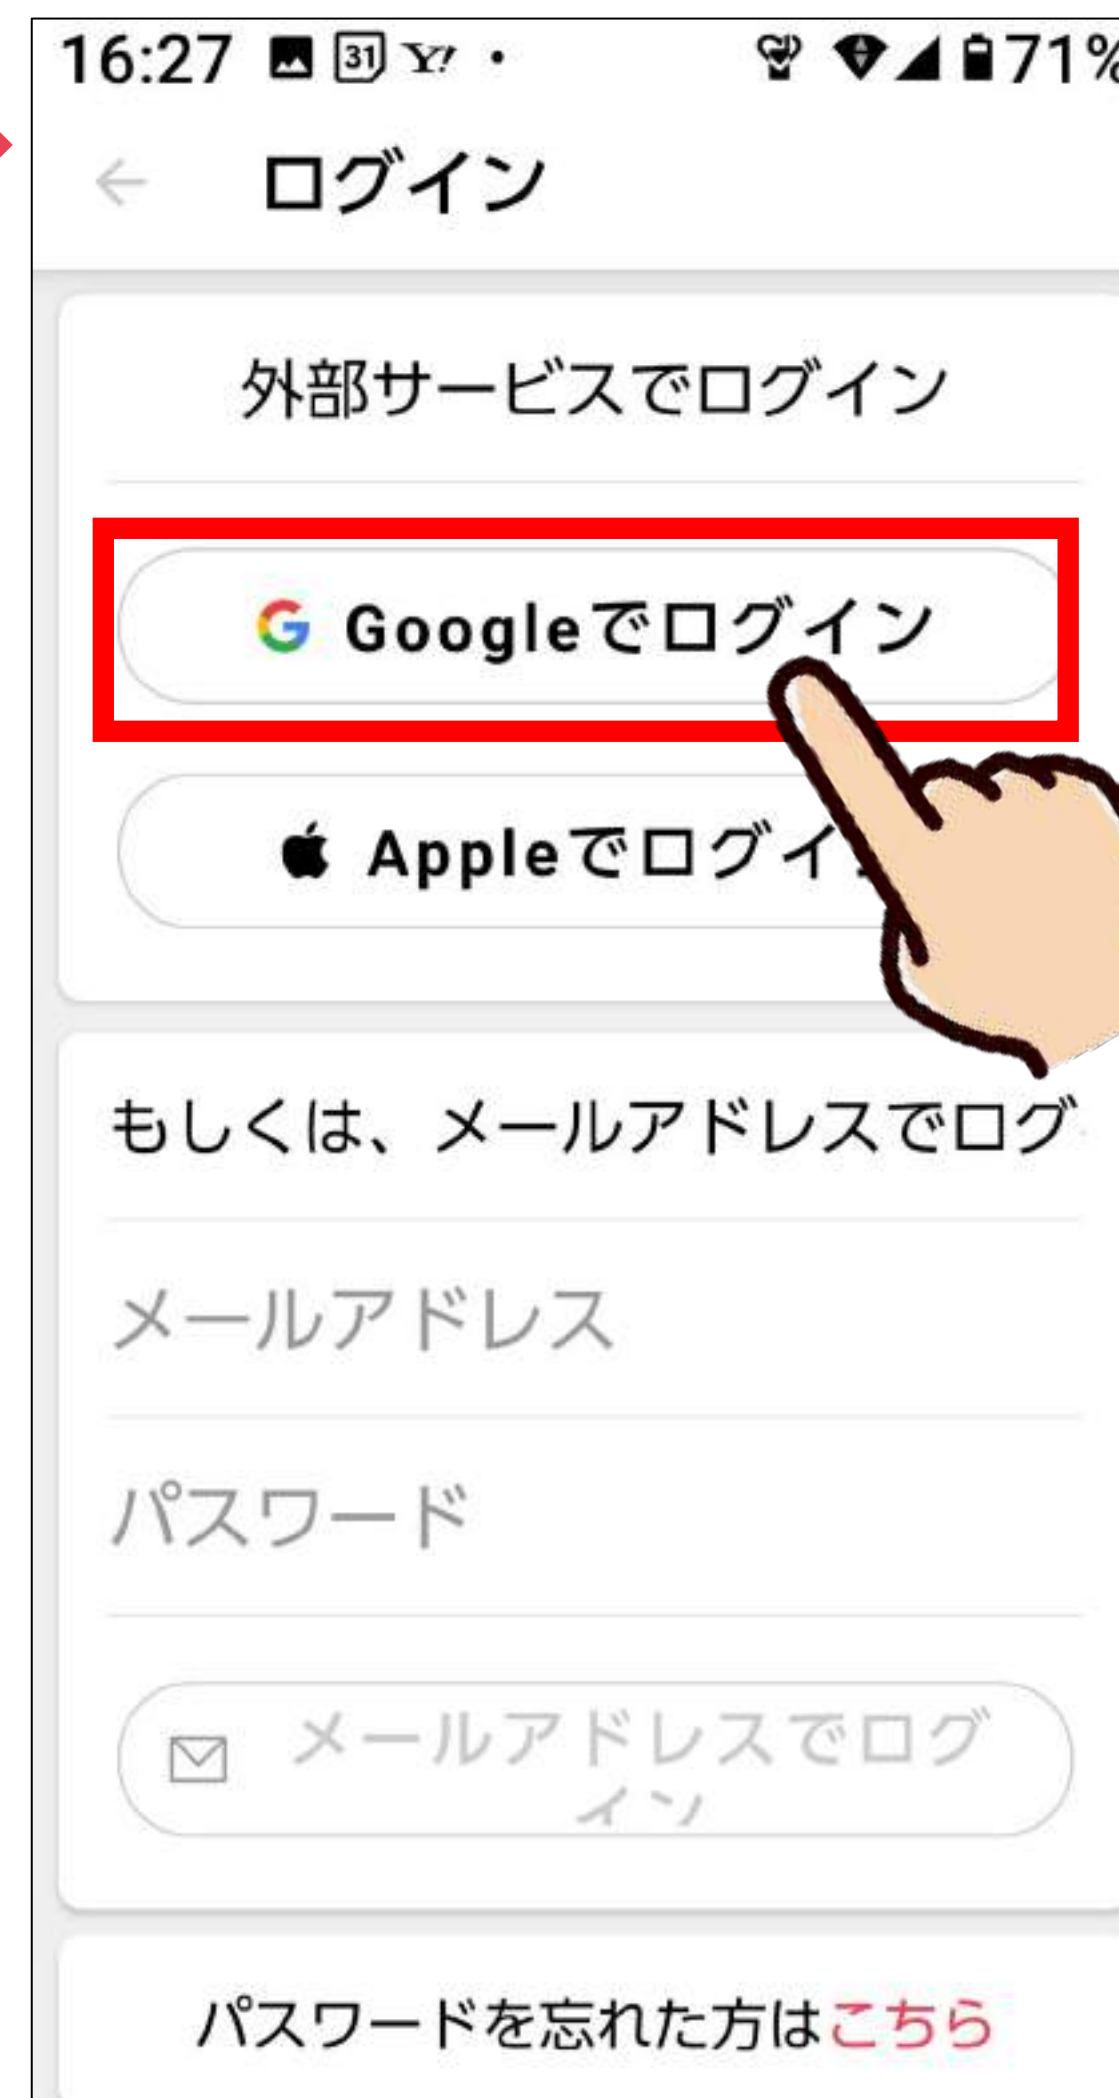 16:27 31 Y! ・ 71%
ログイン
外部サービスでログイン
Googleでログイン
Appleでログイ
もしくは、メールアドレスでログ
メールアドレス
パスワード
メールアドレスでログ
イン
パスワードを忘れた方はこちら